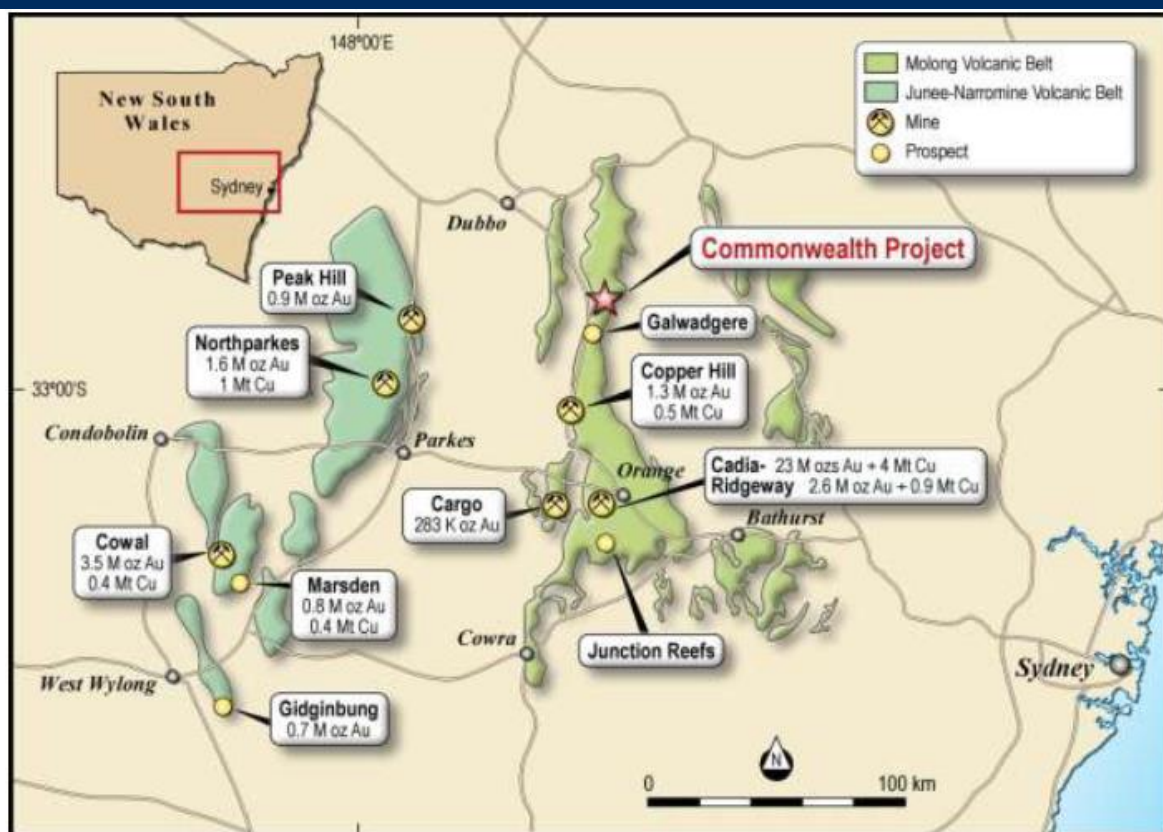 148°00'E
New South
Wales
Sydney
Molong Volcanic Belt
Junee-Narromine Volcanic Belt
Mine
Prospect
Dubbo
Commonwealth Project
Peak Hill
0.9 M oz Au
Galwadgere
Northparkes
1.6 M oz Au
1 Mt Cu
Copper Hill
1.3 M oz Au
0.5 Mt Cu
33°00'S
Condobolin
Parkes
Orange
Cadia- 23 M ozs Au + 4 Mt Cu
Ridgeway 2.6 M oz Au + 0.9 Mt Cu
Cargo
283 K oz Au
Bathurst
Cowal
3.5 M oz Au
0.4 Mt Cu
Marsden
0.8 M oz Au
0.4 Mt Cu
Cowra
Junction Reefs
Sydney
West Wylong
Gidginbung
0.7 M oz Au
N
0 100 km